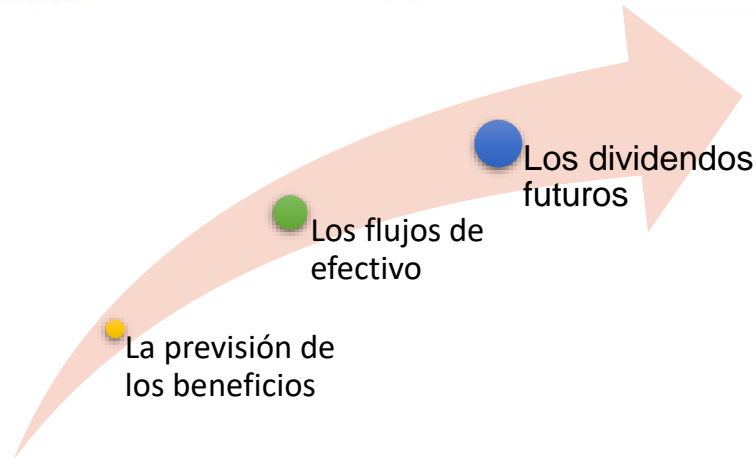 Los dividendos
futuros
Los flujos de
efectivo
La previsión de
los beneficios